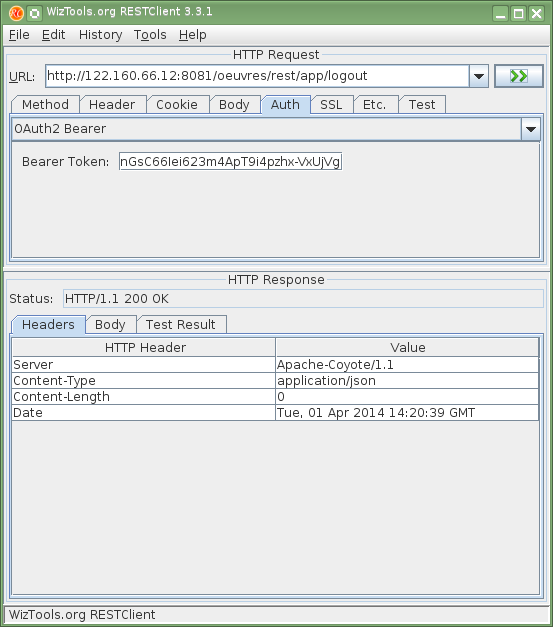 WizTools.org RESTClient 3.3.1
File Edit History Tools Help
HTTP Request
URL: http://122.160.66.12:8081/oeuvres/rest/app/logout
Method Header Cookie Body Auth SSL Etc. Test
OAuth2 Bearer
Bearer Token: nGsC66Iei623m4ApT9i4pzhx-VxUjVg
HTTP Response
Status: HTTP/1.1 200 OK
Headers Body Test Result
HTTP Header Value
Server Apache-Coyote/1.1
Content-Type application/json
Content-Length 0
Date Tue, 01 Apr 2014 14:20:39 GMT
WizTools.org RESTClient